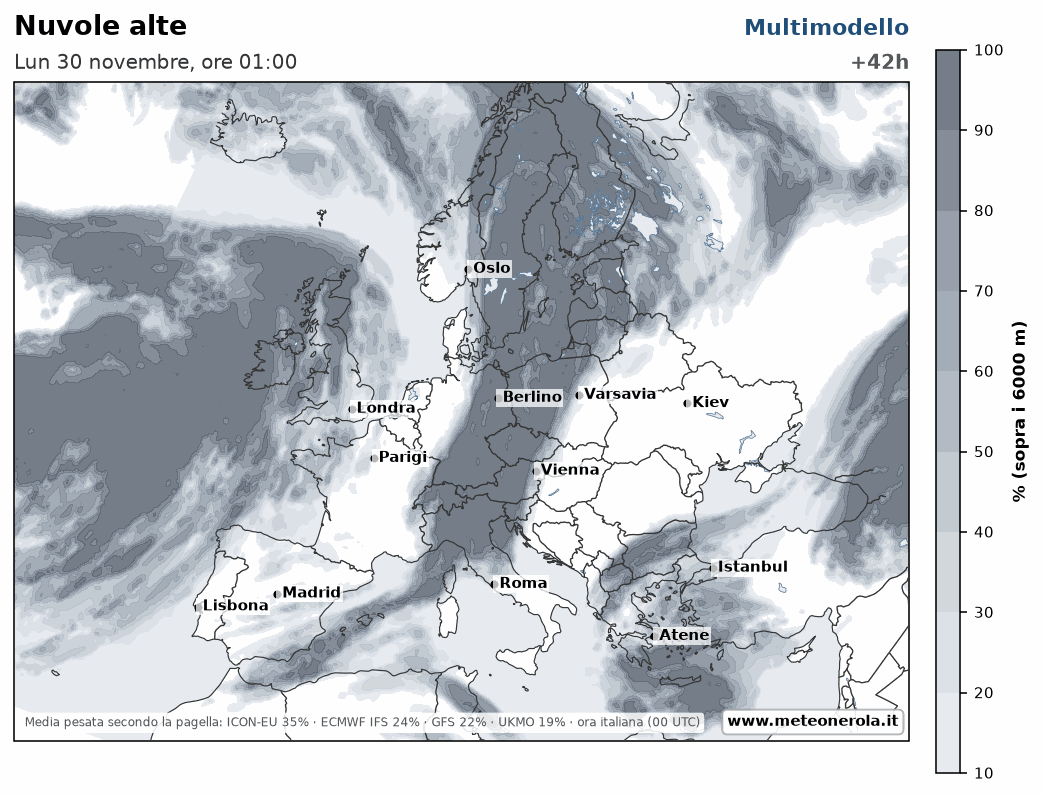 Nuvole alte
Multimodello
Lun 30 novembre, ore 01:00
+42h
100
90
80
70
60
50
40
30
20
10
% (sopra i 6000 m)
Oslo
Berlino
Varsavia
Kiev
Londra
Parigi
Vienna
Istanbul
Roma
Madrid
Lisbona
Atene
Media pesata secondo la pagella: ICON-EU 35% · ECMWF IFS 24% · GFS 22% · UKMO 19% · ora italiana (00 UTC)
www.meteonerola.it